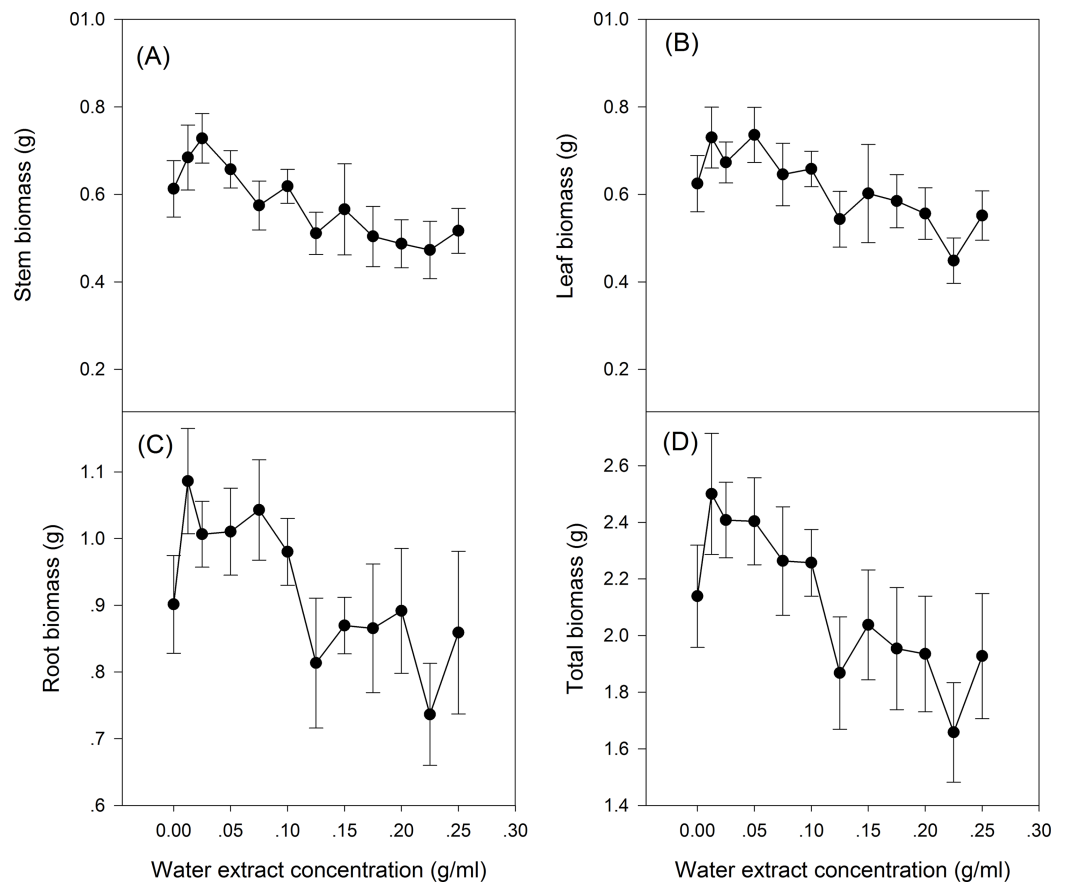 (A)
01.0
0.8
0.6
0.4
0.2
Stem biomass (g)
(B)
01.0
0.8
0.6
0.4
0.2
Leaf biomass (g)
(C)
1.1
1.0
.9
.8
.7
.6
Root biomass (g)
0.00 .05 .10 .15 .20 .25 .30
Water extract concentration (g/ml)
(D)
2.6
2.4
2.2
2.0
1.8
1.6
1.4
Total biomass (g)
0.00 .05 .10 .15 .20 .25 .30
Water extract concentration (g/ml)